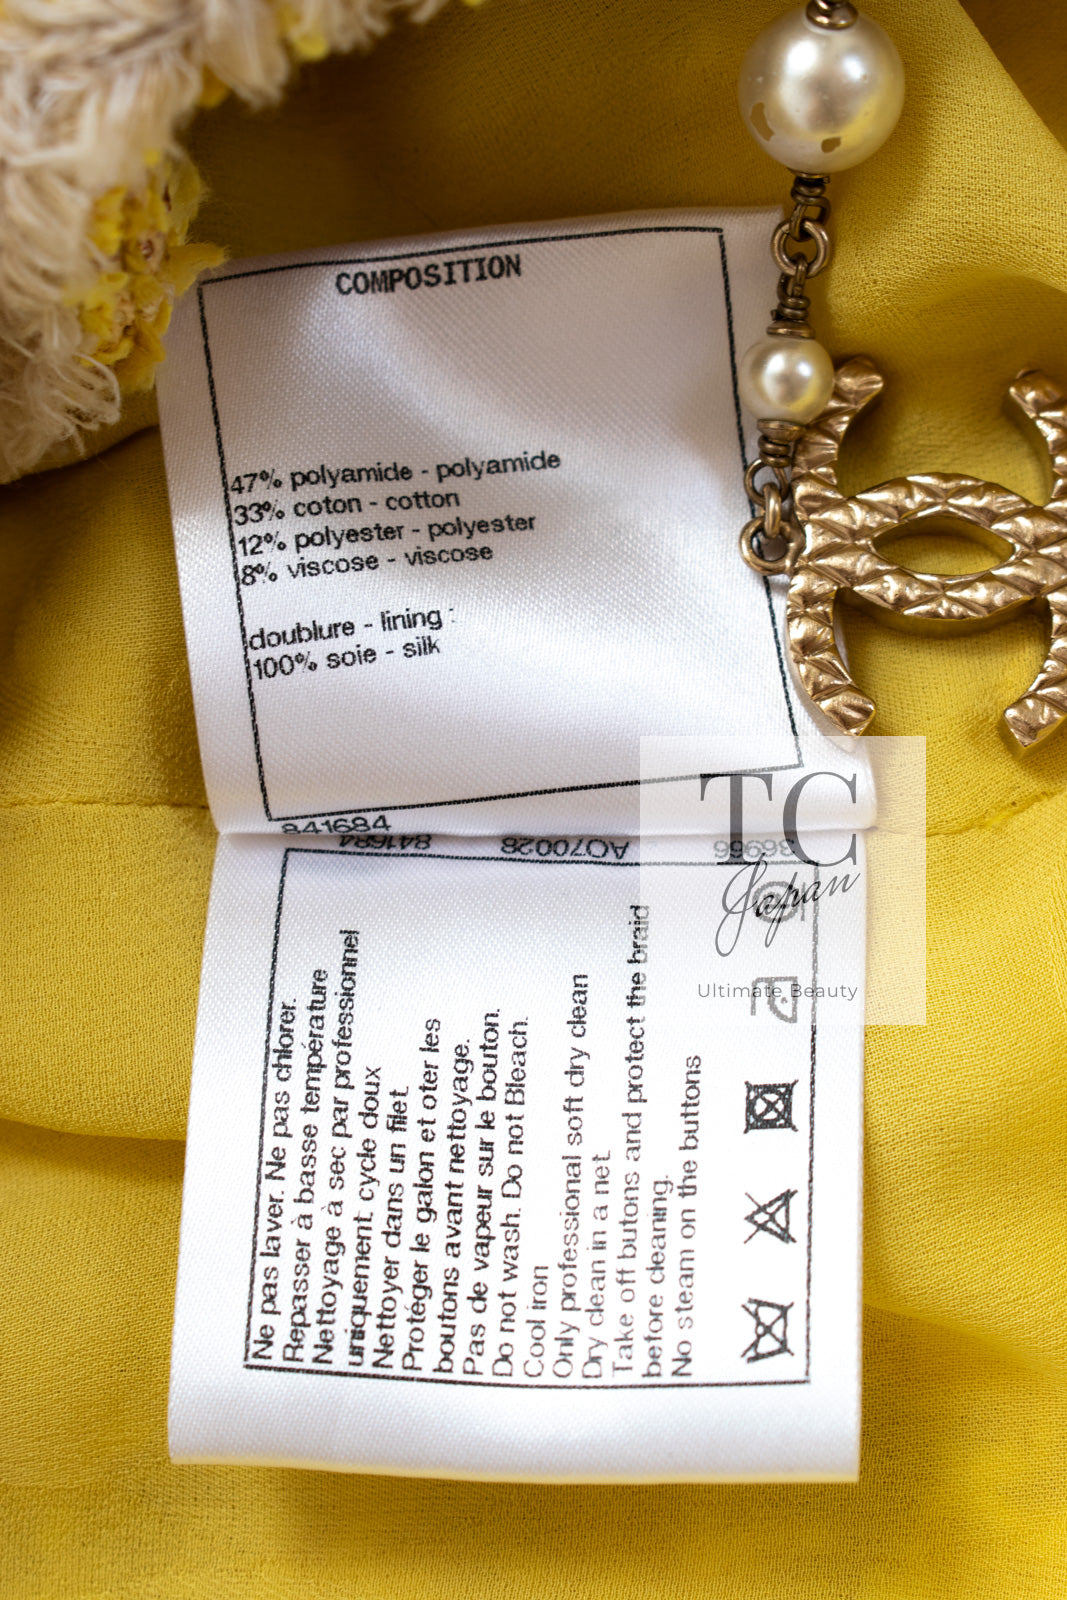 COMPOSITION
47% polyamide - polyamide
33% coton - cotton
12% polyester - polyester
8% viscose - viscose
doublure - lining :
100% soie - silk
841684
841684 AO70028 36996
Ne pas laver. Ne pas chlorer.
Repasser à basse température
Nettoyage à sec par professionnel
uniquement. cycle doux
Nettoyer dans un filet.
Protéger le galon et oter les
boutons avant nettoyage.
Pas de vapeur sur le bouton.
Do not wash. Do not Bleach.
Cool iron
Only professional soft dry clean
Dry clean in a net.
Take off butons and protect the braid
before cleaning.
No steam on the buttons
TC
Japan
Ultimate Beauty